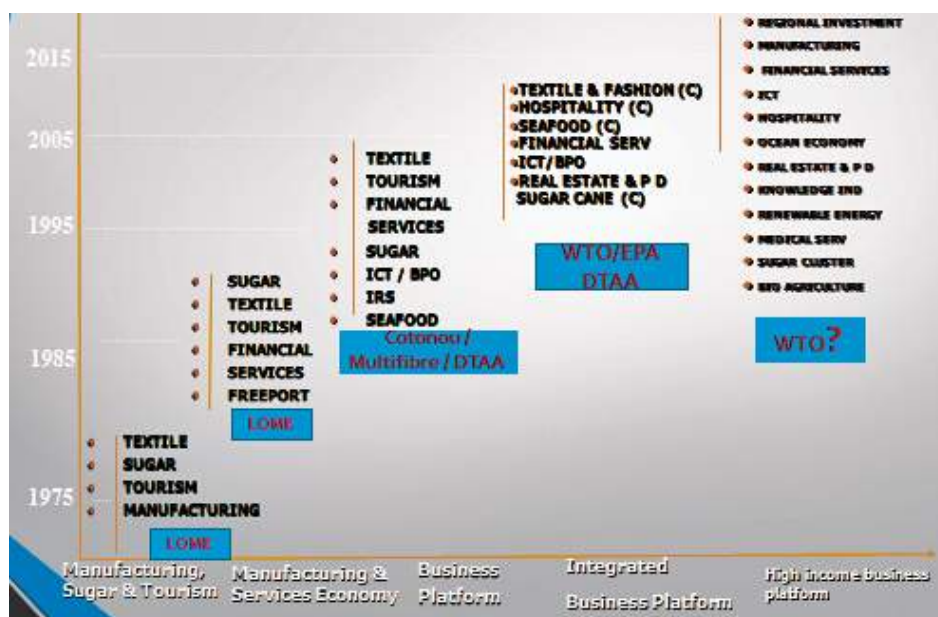 2015
2005
1995
1985
1975
TEXTILE
SUGAR
TOURISM
MANUFACTURING
LOME
SUGAR
TEXTILE
TOURISM
FINANCIAL
SERVICES
FREEPORT
LOME
TEXTILE
TOURISM
FINANCIAL
SERVICES
SUGAR
ICT / BPO
IRS
SEAFOOD
Cotonou /
Multifibre / DTAA
TEXTILE & FASHION (C)
HOSPITALITY (C)
SEAFOOD (C)
FINANCIAL SERV
ICT/BPO
REAL ESTATE & P D
SUGAR CANE (C)
WTO/EPA
DTAA
REGIONAL INVESTMENT
MANUFACTURING
FINANCIAL SERVICES
ICT
HOSPITALITY
OCEAN ECONOMY
REAL ESTATE & P D
KNOWLEDGE IND
RENEWABLE ENERGY
MEDICAL SERV
SUGAR CLUSTER
BIO AGRICULTURE
WTO?
Manufacturing,
Sugar & Tourism
Manufacturing &
Services Economy
Business
Platform
Integrated
Business Platform
High income business
platform